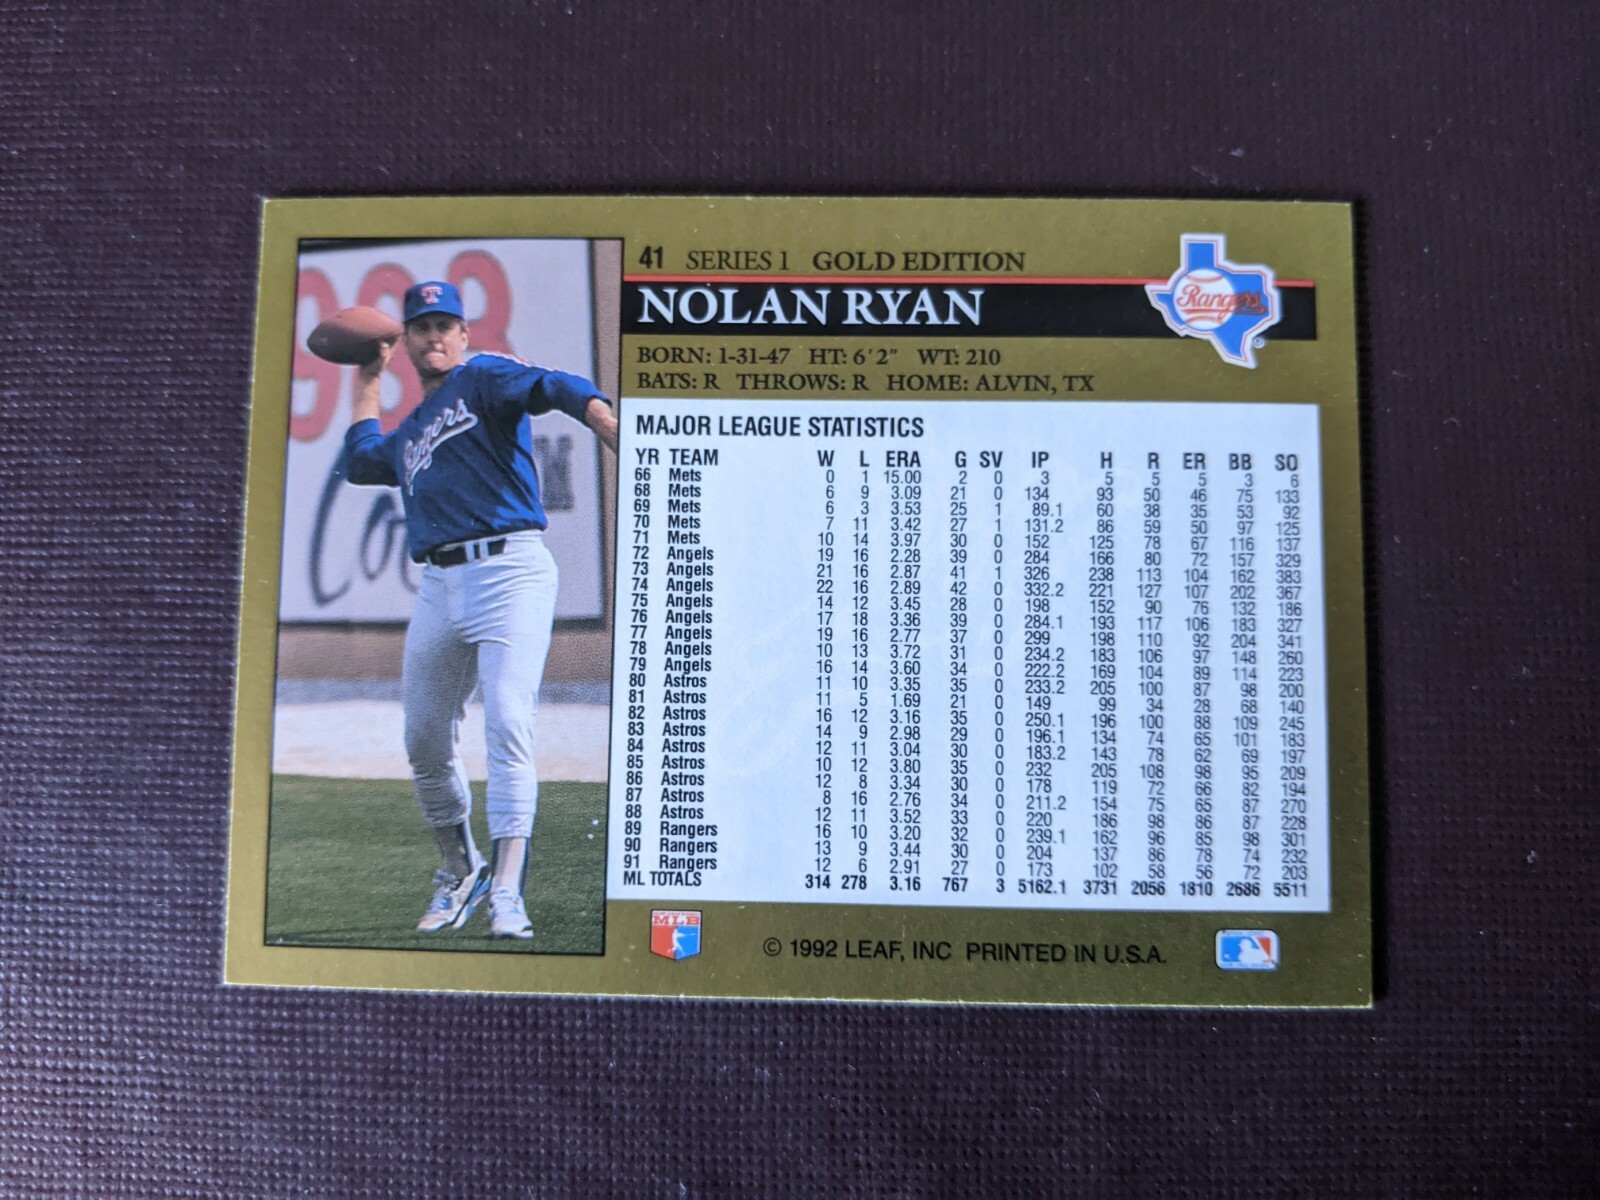 41 SERIES 1 GOLD EDITION
NOLAN RYAN
Rangers
BORN: 1-31-47 HT: 6'2" WT: 210
BATS: R THROWS: R HOME: ALVIN, TX
MAJOR LEAGUE STATISTICS
YR TEAM W L ERA G SV IP H R ER BB SO
66 Mets 0 1 15.00 2 0 3 5 5 5 3 6
68 Mets 6 9 3.09 21 0 134 93 50 46 75 133
69 Mets 6 3 3.53 25 1 89.1 60 38 35 53 92
70 Mets 7 11 3.42 27 1 131.2 86 59 50 97 125
71 Mets 10 14 3.97 30 0 152 125 78 67 116 137
72 Angels 19 16 2.28 39 0 284 166 80 72 157 329
73 Angels 21 16 2.87 41 1 326 238 113 104 162 383
74 Angels 22 16 2.89 42 0 332.2 221 127 107 202 367
75 Angels 14 12 3.45 28 0 198 152 90 76 132 186
76 Angels 17 18 3.36 39 0 284.1 193 117 106 183 327
77 Angels 19 16 2.77 37 0 299 198 110 92 204 341
78 Angels 10 13 3.72 31 0 234.2 183 106 97 148 260
79 Angels 16 14 3.60 34 0 222.2 169 104 89 114 223
80 Astros 11 10 3.35 35 0 233.2 205 100 87 98 200
81 Astros 11 5 1.69 21 0 149 99 34 28 68 140
82 Astros 16 12 3.16 35 0 250.1 196 100 88 109 245
83 Astros 14 9 2.98 29 0 196.1 134 74 65 101 183
84 Astros 12 11 3.04 30 0 183.2 143 78 62 69 197
85 Astros 10 12 3.80 35 0 232 205 108 98 95 209
86 Astros 12 8 3.34 30 0 178 119 72 66 82 194
87 Astros 8 16 2.76 34 0 211.2 154 75 65 87 270
88 Astros 12 11 3.52 33 0 220 186 98 86 87 228
89 Rangers 16 10 3.20 32 0 239.1 162 96 85 98 301
90 Rangers 13 9 3.44 30 0 204 137 86 78 74 232
91 Rangers 12 6 2.91 27 0 173 102 58 56 72 203
ML TOTALS 314 278 3.16 767 3 5162.1 3731 2056 1810 2686 5511
MLB
© 1992 LEAF, INC PRINTED IN U.S.A.
T
Rangers